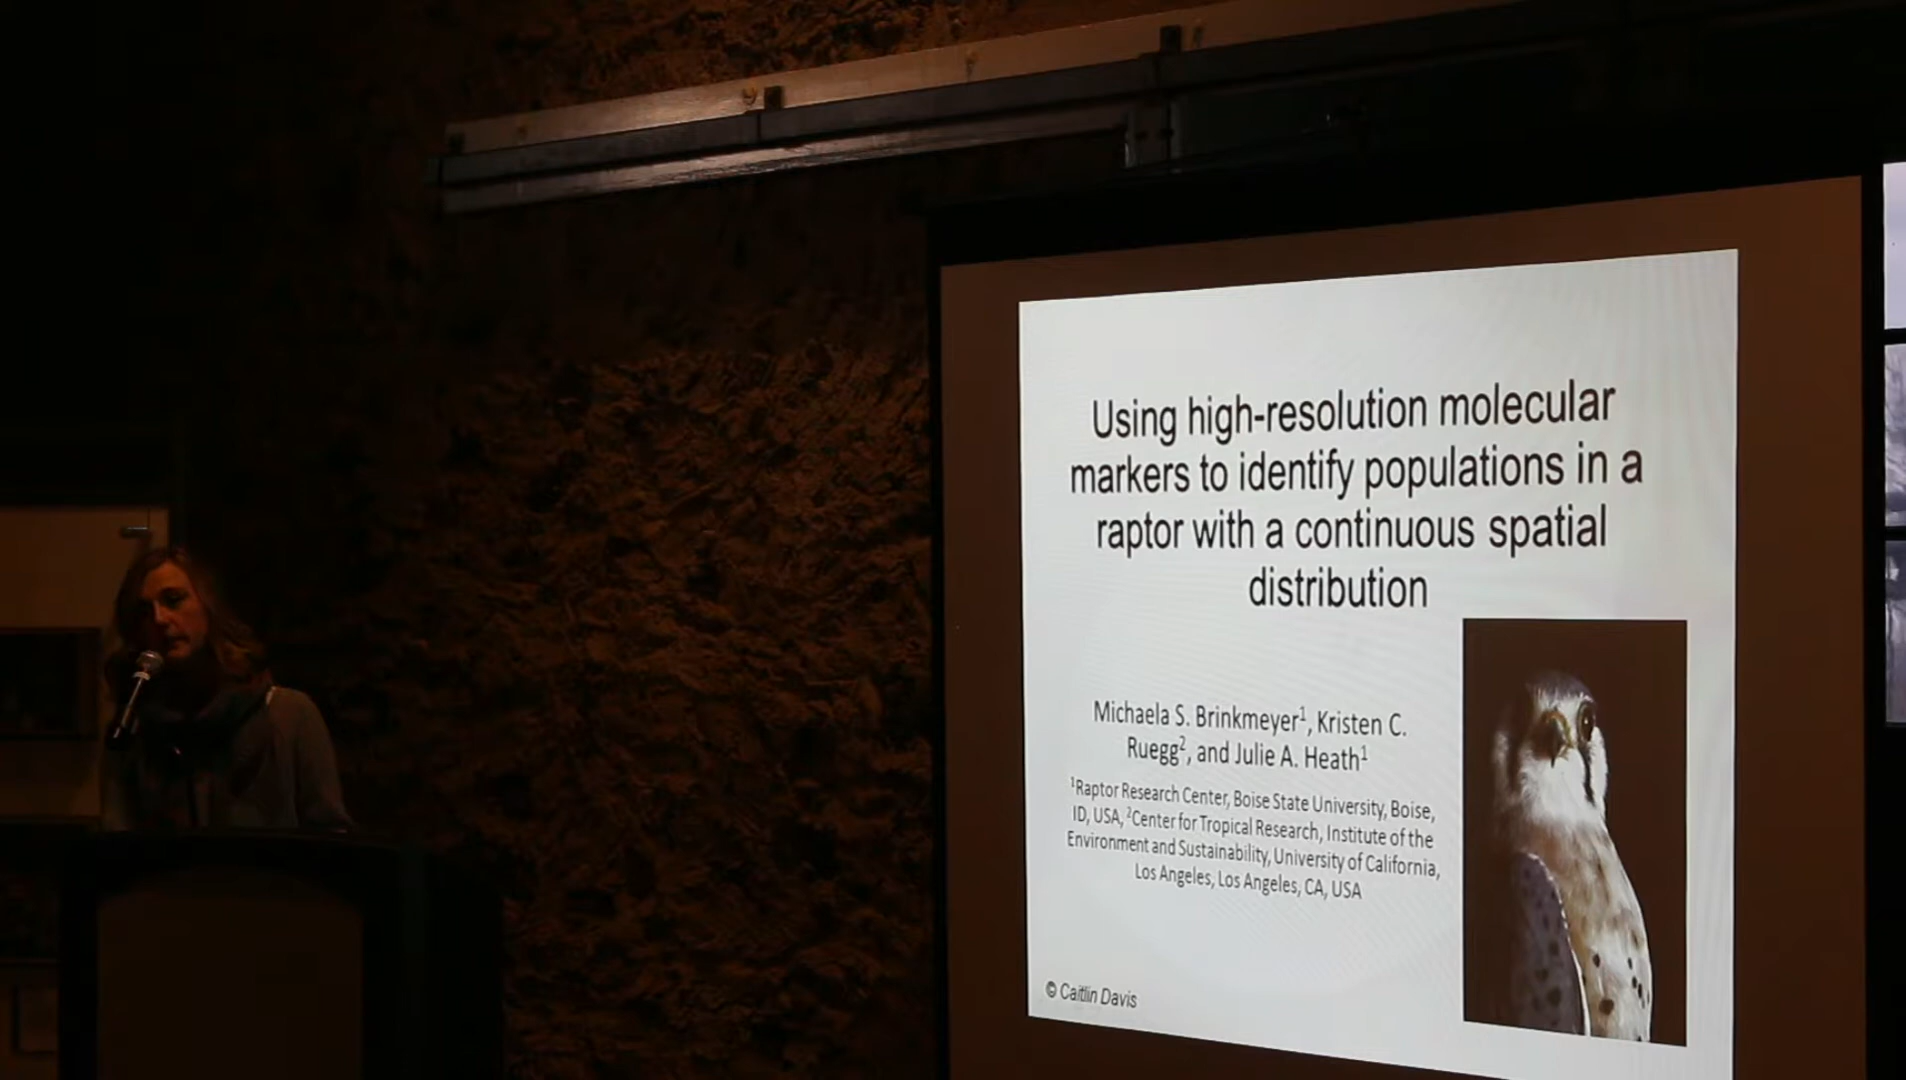 Using high-resolution molecular
markers to identify populations in a
raptor with a continuous spatial
distribution
Michaela S. Brinkmeyer¹, Kristen C.
Ruegg², and Julie A. Heath¹
¹Raptor Research Center, Boise State University, Boise,
ID, USA, ²Center for Tropical Research, Institute of the
Environment and Sustainability, University of California,
Los Angeles, Los Angeles, CA, USA
© Caitlin Davis